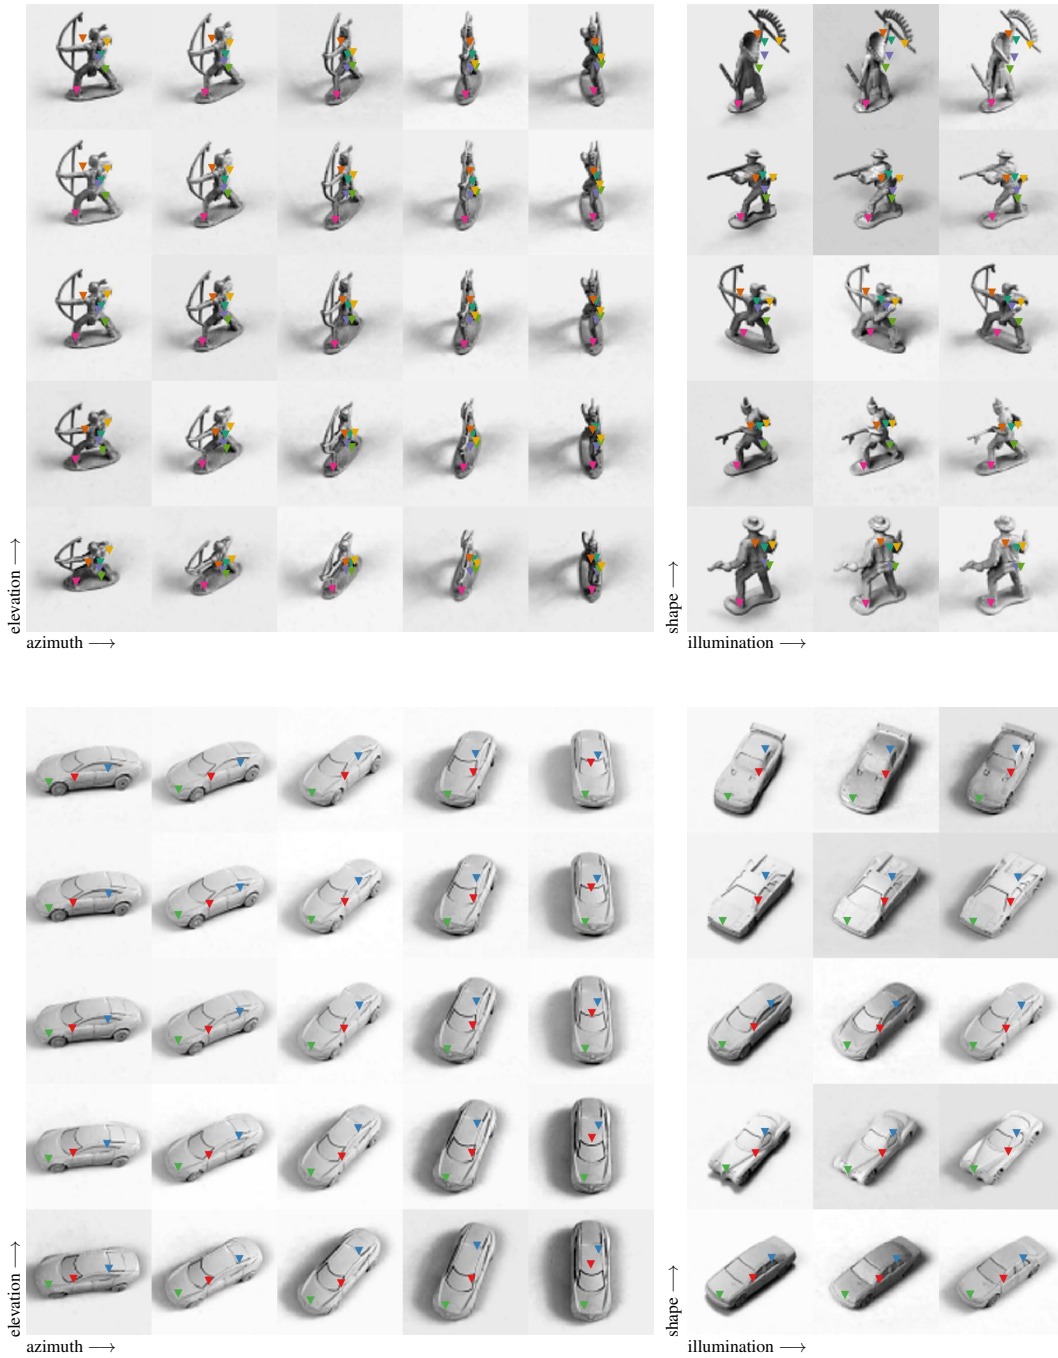 elevation →
azimuth →
shape →
illumination →
elevation →
azimuth →
shape →
illumination →